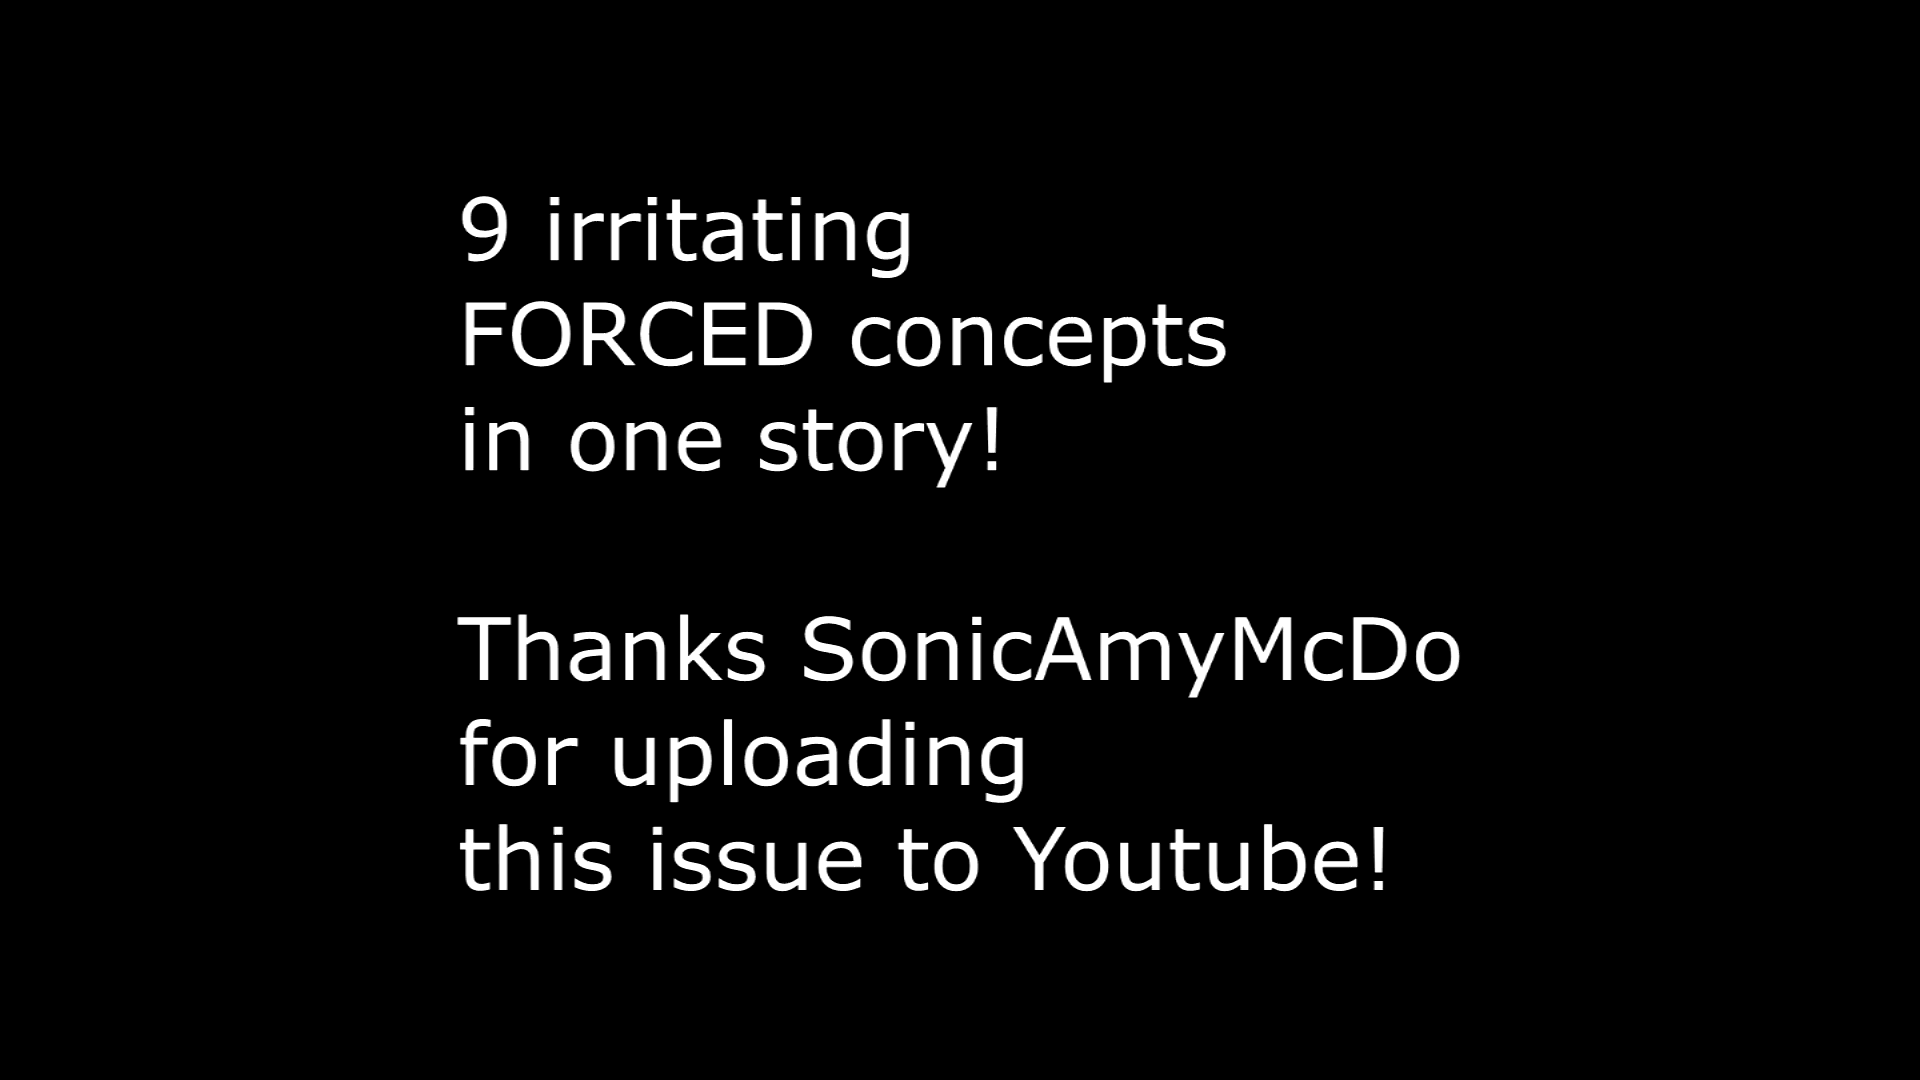 9 irritating
FORCED concepts
in one story!
Thanks SonicAmyMcDo
for uploading
this issue to Youtube!